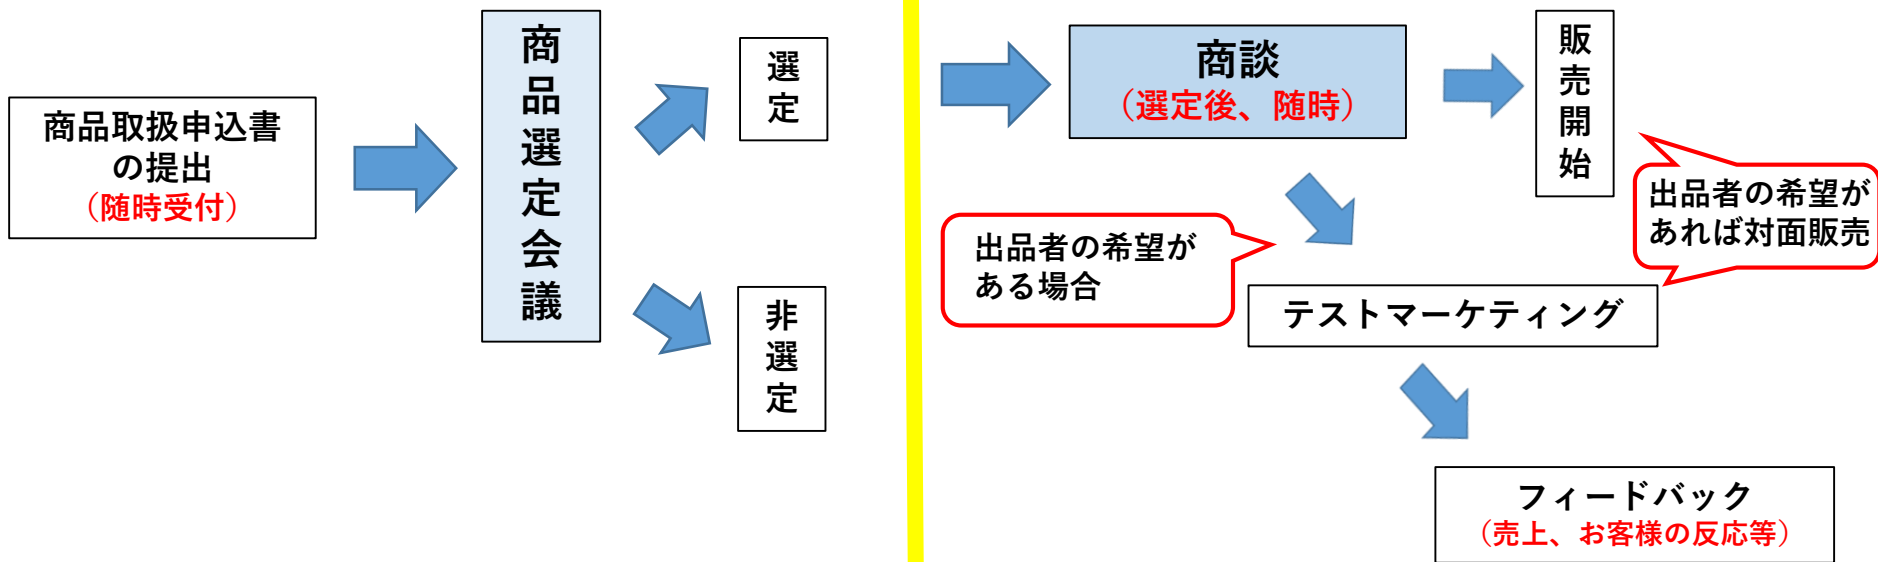 商品取扱申込書
の提出
（随時受付）
商品選定会議
選定
非選定
商談
（選定後、随時）
販売開始
出品者の希望が
あれば対面販売
出品者の希望が
ある場合
テストマーケティング
フィードバック
（売上、お客様の反応等）